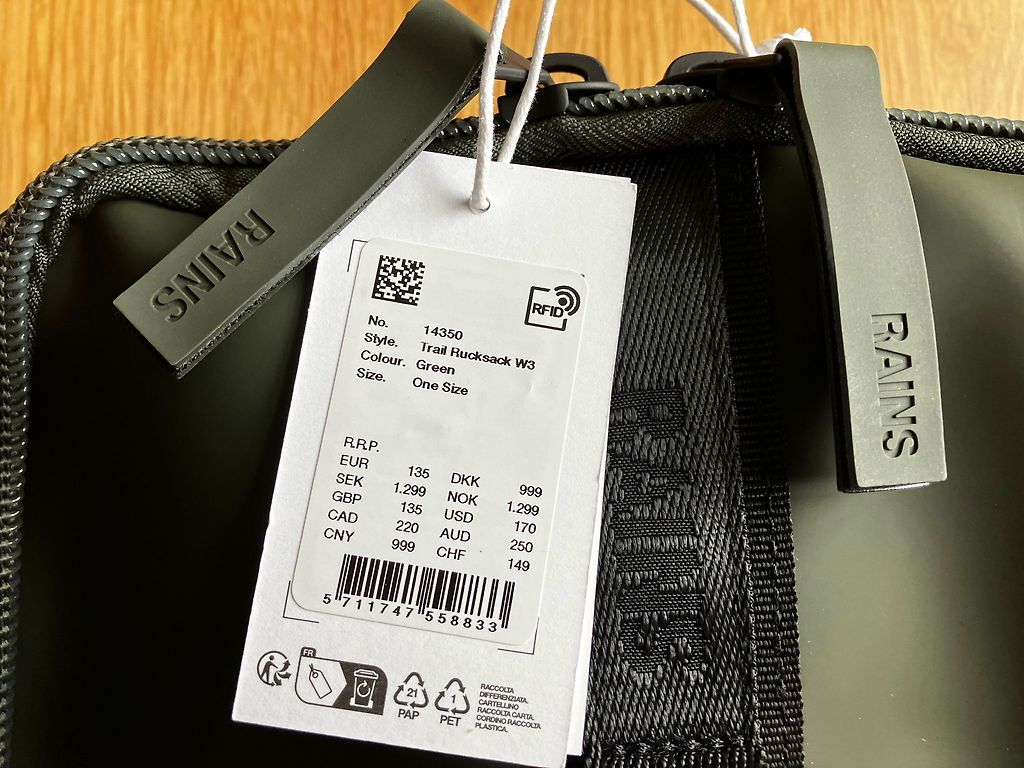 RAINS
RAINS
RAINS
RFID
No. 14350
Style. Trail Rucksack W3
Colour. Green
Size. One Size
R.R.P.
EUR 135 DKK 999
SEK 1.299 NOK 1.299
GBP 135 USD 170
CAD 220 AUD 250
CNY 999 CHF 149
5 711747 558833
FR
21
PAP
1
PET
RACCOLTA
DIFFERENZIATA.
CARTELLINO
RACCOLTA CARTA.
CORDINO RACCOLTA
PLASTICA.